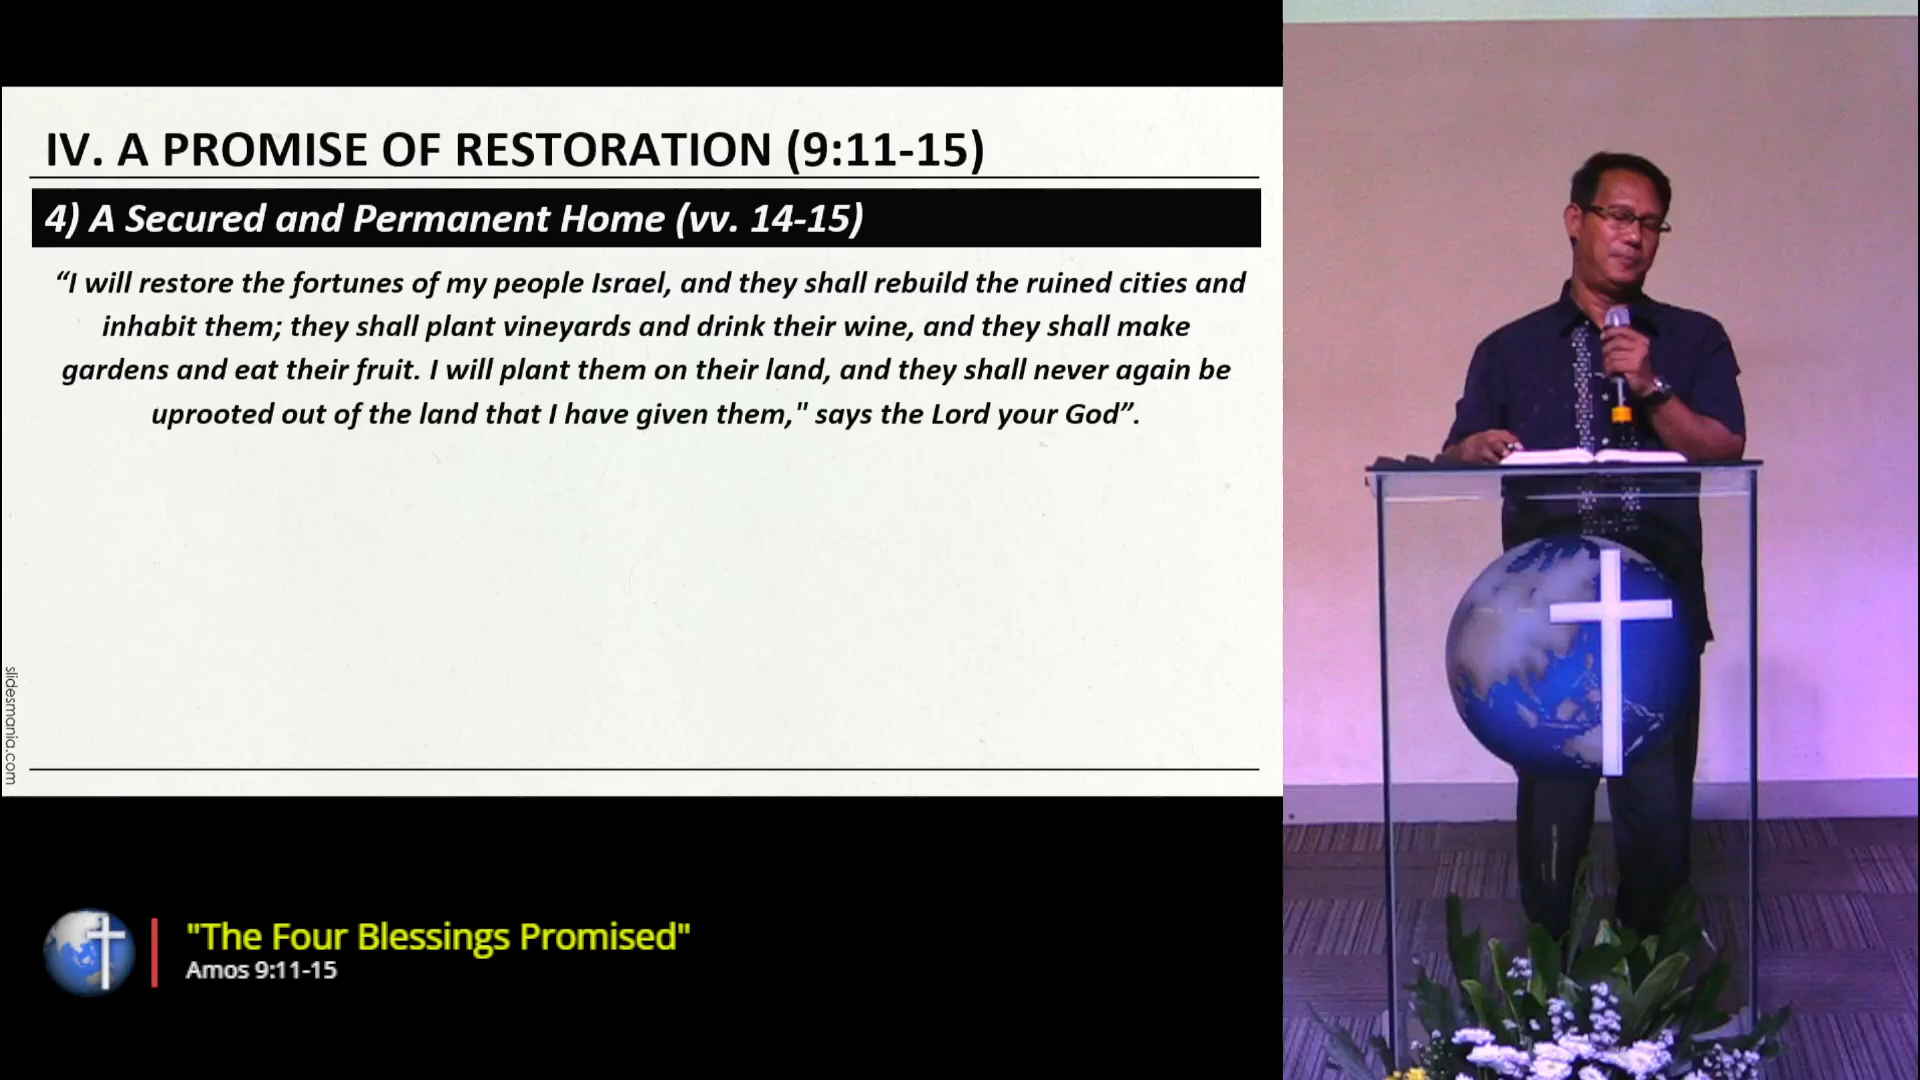 IV. A PROMISE OF RESTORATION (9:11-15)
4) A Secured and Permanent Home (vv. 14-15)
“I will restore the fortunes of my people Israel, and they shall rebuild the ruined cities and
inhabit them; they shall plant vineyards and drink their wine, and they shall make
gardens and eat their fruit. I will plant them on their land, and they shall never again be
uprooted out of the land that I have given them," says the Lord your God”.
slidesmania.com
"The Four Blessings Promised"
Amos 9:11-15